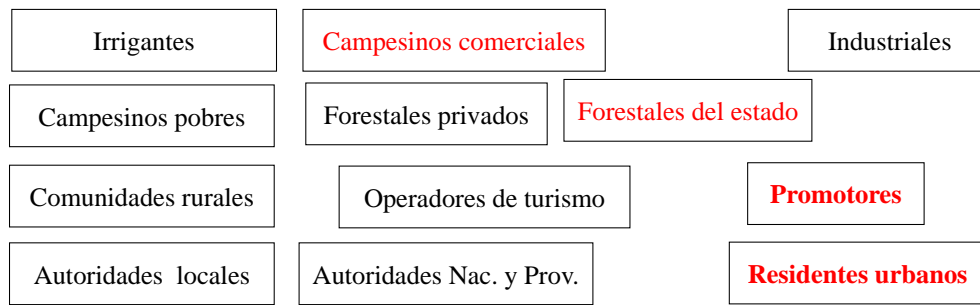 Irrigantes
Campesinos comerciales
Industriales
Campesinos pobres
Forestales privados
Forestales del estado
Comunidades rurales
Operadores de turismo
Promotores
Autoridades locales
Autoridades Nac. y Prov.
Residentes urbanos